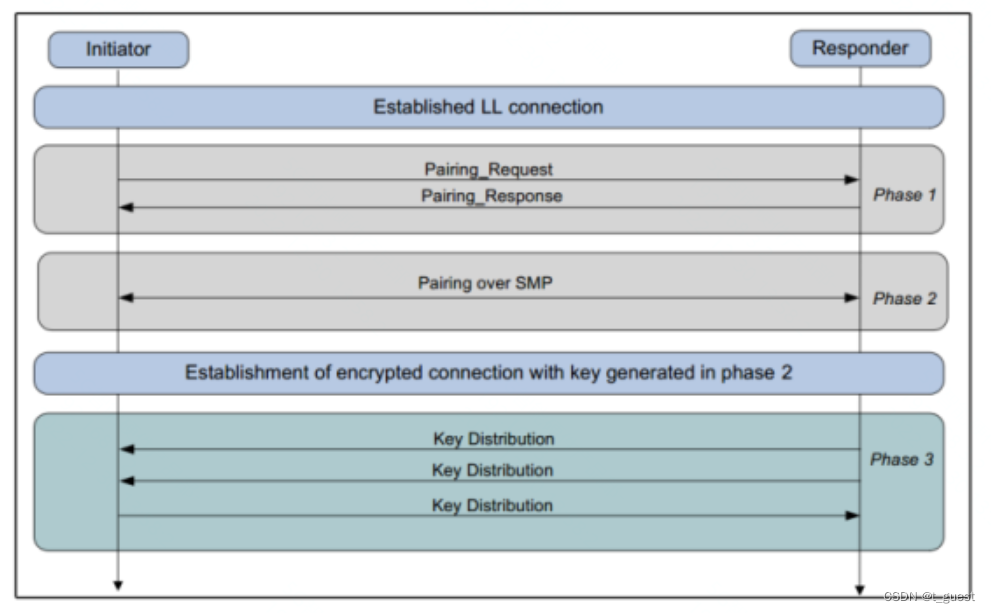 Initiator
Responder
Established LL connection
Pairing_Request
Pairing_Response
Phase 1
Pairing over SMP
Phase 2
Establishment of encrypted connection with key generated in phase 2
Key Distribution
Phase 3
Key Distribution
Key Distribution
CSDN @t_guest